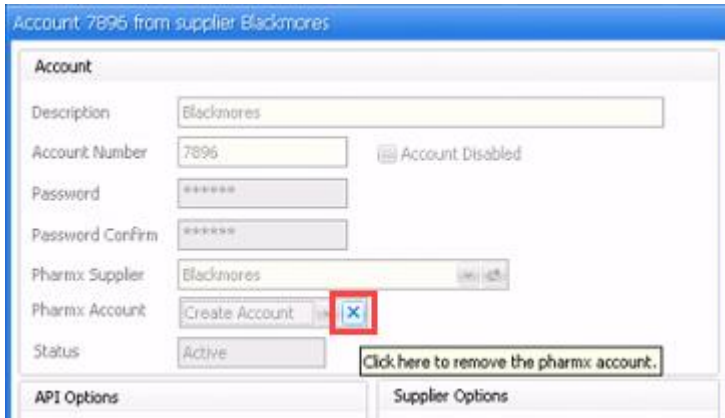 Account 7896 from supplier Blackmores
Account
Description Blackmores
Account Number 7896 Account Disabled
Password ******
Password Confirm ******
Pharmx Supplier Blackmores
Pharmx Account Create Account
Status Active
Click here to remove the pharmx account.
API Options Supplier Options